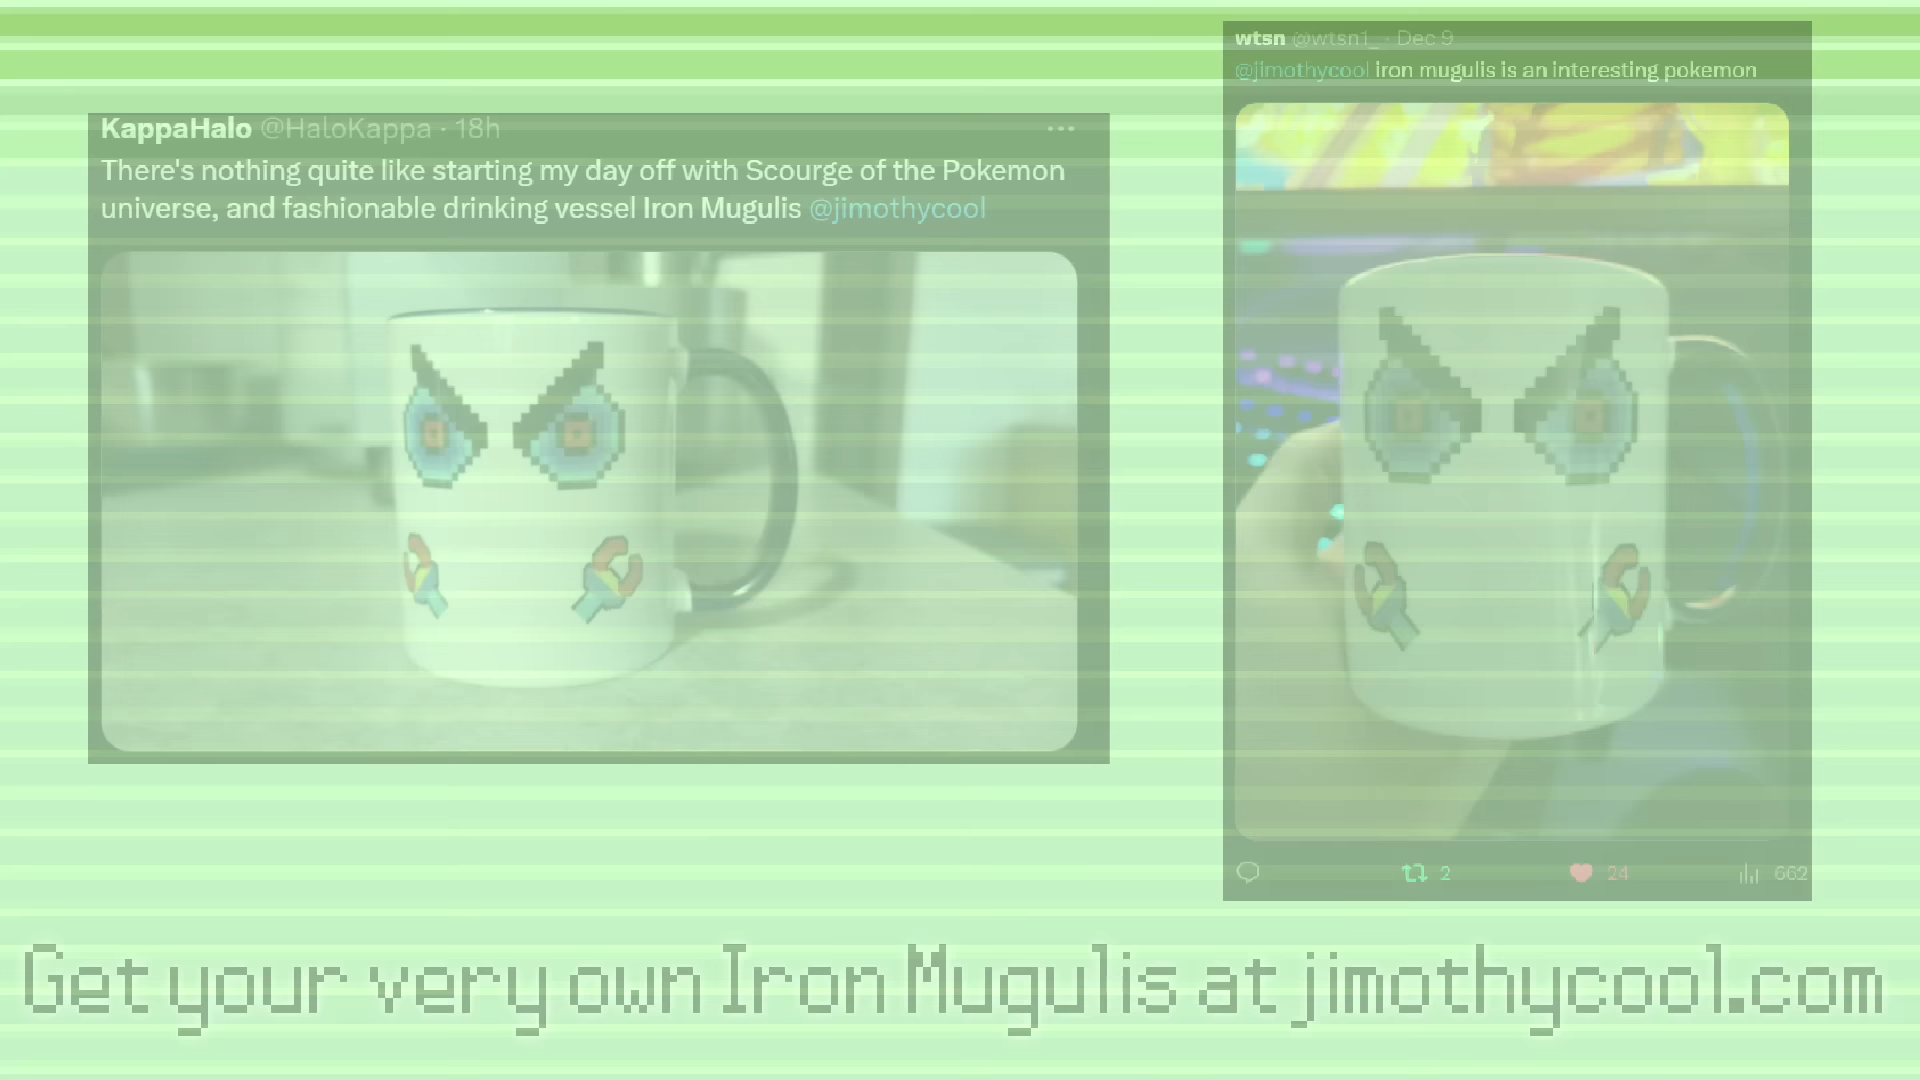 KappaHalo @HaloKappa · 18h
There's nothing quite like starting my day off with Scourge of the Pokemon
universe, and fashionable drinking vessel Iron Mugulis @jimothycool
wtsn @wtsn1_ · Dec 9
@jimothycool iron mugulis is an interesting pokemon
2 24 662
Get your very own Iron Mugulis at jimothycool.com